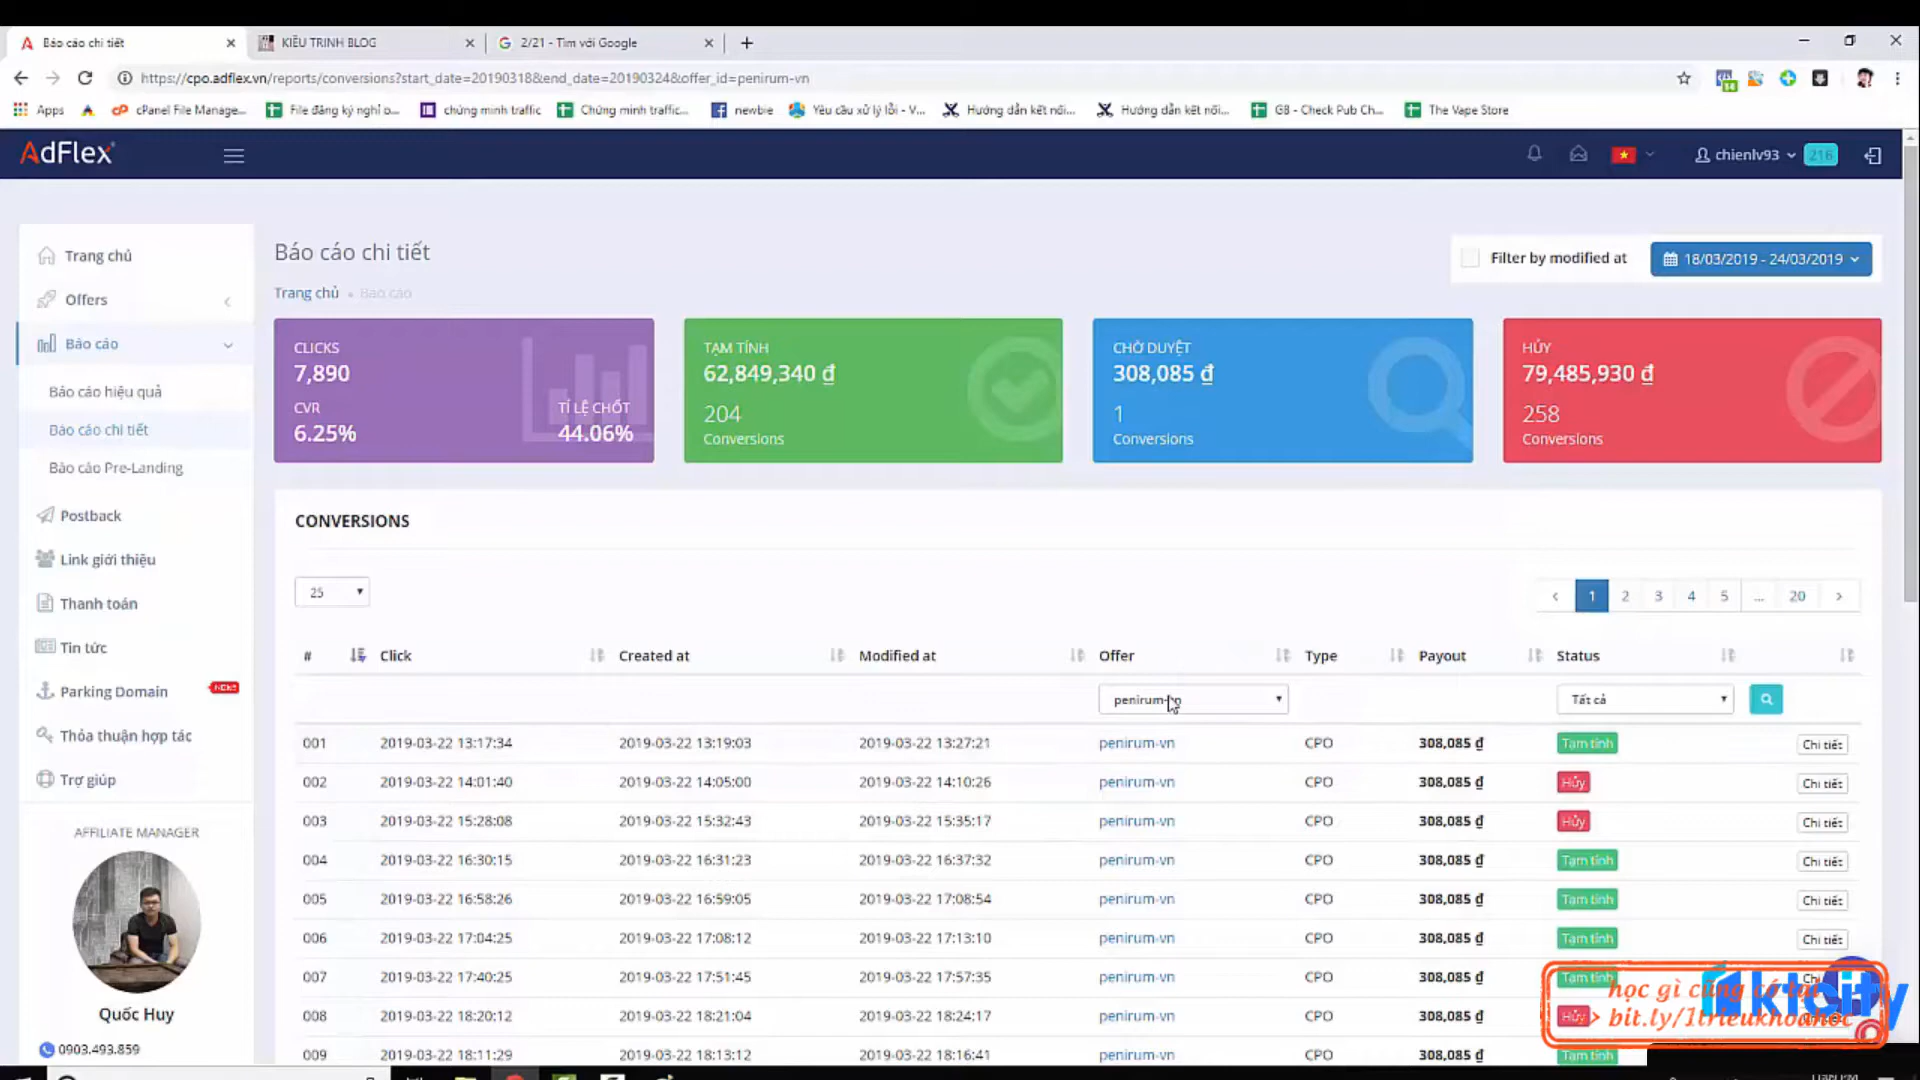 Báo cáo chi tiết
KIỀU TRINH BLOG
2/21 - Tìm với Google
https://cpo.adflex.vn/reports/conversions?start_date=20190318&end_date=20190324&offer_id=penirum-vn
Apps
cPanel File Manage...
File đăng ký nghỉ o...
chứng minh traffic
Chứng minh traffic...
newbie
Yêu cầu xử lý lỗi - V...
Hướng dẫn kết nối...
Hướng dẫn kết nối...
G8 - Check Pub Ch...
The Vape Store
AdFlex
chienlv93
216
Trang chủ
Offers
Báo cáo
Báo cáo hiệu quả
Báo cáo chi tiết
Báo cáo Pre-Landing
Postback
Link giới thiệu
Thanh toán
Tin tức
Parking Domain
NEWS
Thỏa thuận hợp tác
Trợ giúp
AFFILIATE MANAGER
Quốc Huy
0903.493.859
Báo cáo chi tiết
Trang chủ
Báo cáo
Filter by modified at
18/03/2019 - 24/03/2019
CLICKS
7,890
CVR
6.25%
TỈ LỆ CHỐT
44.06%
TẠM TÍNH
62,849,340 ₫
204
Conversions
CHỜ DUYỆT
308,085 ₫
1
Conversions
HỦY
79,485,930 ₫
258
Conversions
CONVERSIONS
25
‹ 1 2 3 4 5 ... 20 ›
# Click Created at Modified at Offer Type Payout Status
penirum-vn Tất cả
001 2019-03-22 13:17:34 2019-03-22 13:19:03 2019-03-22 13:27:21 penirum-vn CPO 308,085 ₫ Tạm tính Chi tiết
002 2019-03-22 14:01:40 2019-03-22 14:05:00 2019-03-22 14:10:26 penirum-vn CPO 308,085 ₫ Hủy Chi tiết
003 2019-03-22 15:28:08 2019-03-22 15:32:43 2019-03-22 15:35:17 penirum-vn CPO 308,085 ₫ Hủy Chi tiết
004 2019-03-22 16:30:15 2019-03-22 16:31:23 2019-03-22 16:37:32 penirum-vn CPO 308,085 ₫ Tạm tính Chi tiết
005 2019-03-22 16:58:26 2019-03-22 16:59:05 2019-03-22 17:08:54 penirum-vn CPO 308,085 ₫ Tạm tính Chi tiết
006 2019-03-22 17:04:25 2019-03-22 17:08:12 2019-03-22 17:13:10 penirum-vn CPO 308,085 ₫ Tạm tính Chi tiết
007 2019-03-22 17:40:25 2019-03-22 17:51:45 2019-03-22 17:57:35 penirum-vn CPO 308,085 ₫ Tạm tính
008 2019-03-22 18:20:12 2019-03-22 18:21:04 2019-03-22 18:24:17 penirum-vn CPO 308,085 ₫ Hủy
009 2019-03-22 18:11:29 2019-03-22 18:13:12 2019-03-22 18:16:41 penirum-vn CPO 308,085 ₫ Tạm tính
học gì cũng có tại
> bit.ly/1trieukhoahoc
ktcity